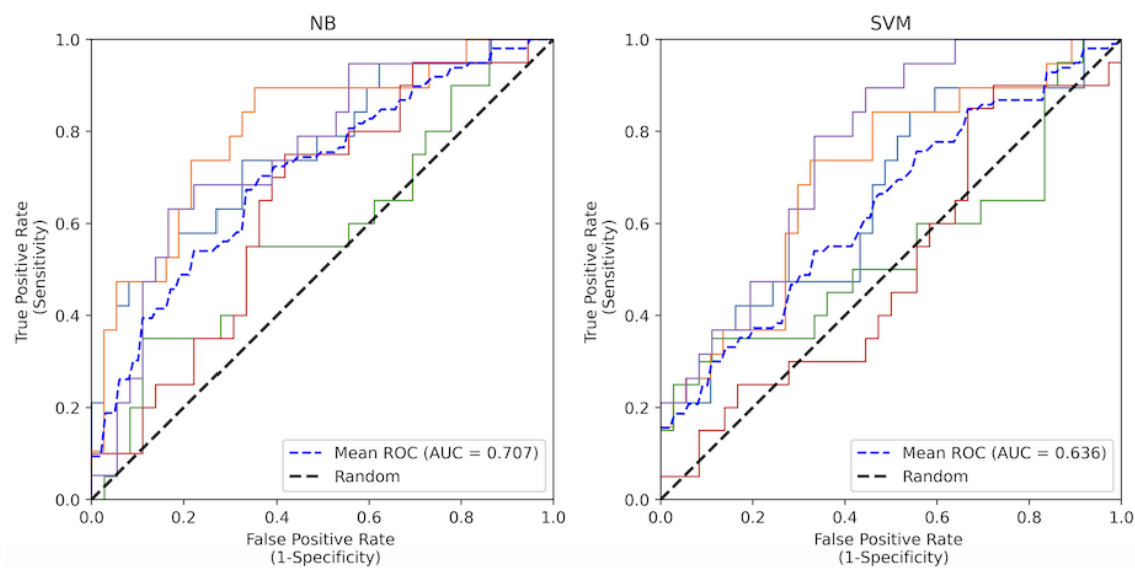 NB
1.0
0.8
0.6
0.4
0.2
0.0
True Positive Rate
(Sensitivity)
Mean ROC (AUC = 0.707)
Random
0.0 0.2 0.4 0.6 0.8 1.0
False Positive Rate
(1-Specificity)
SVM
1.0
0.8
0.6
0.4
0.2
0.0
True Positive Rate
(Sensitivity)
Mean ROC (AUC = 0.636)
Random
0.0 0.2 0.4 0.6 0.8 1.0
False Positive Rate
(1-Specificity)